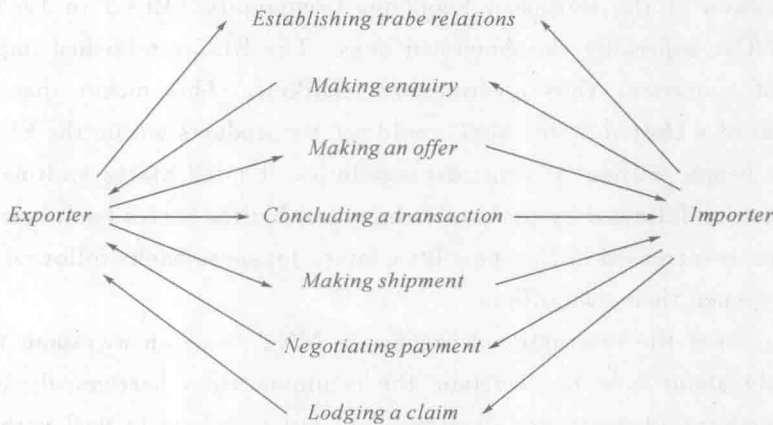 Establishing trabe relations
Making enquiry
Making an offer
Exporter Concluding a transaction Importer
Making shipment
Negotiating payment
Lodging a claim